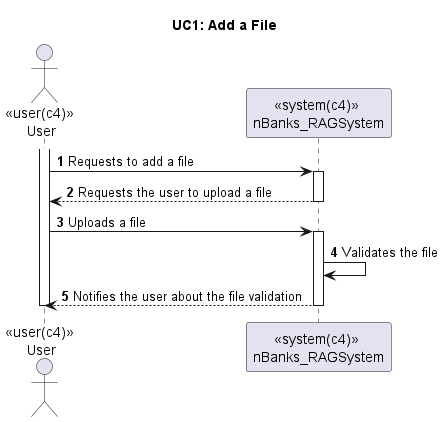 UC1: Add a File
«user(c4)»
User
«system(c4)»
nBanks_RAGSystem
1 Requests to add a file
2 Requests the user to upload a file
3 Uploads a file
4 Validates the file
5 Notifies the user about the file validation
«user(c4)»
User
«system(c4)»
nBanks_RAGSystem